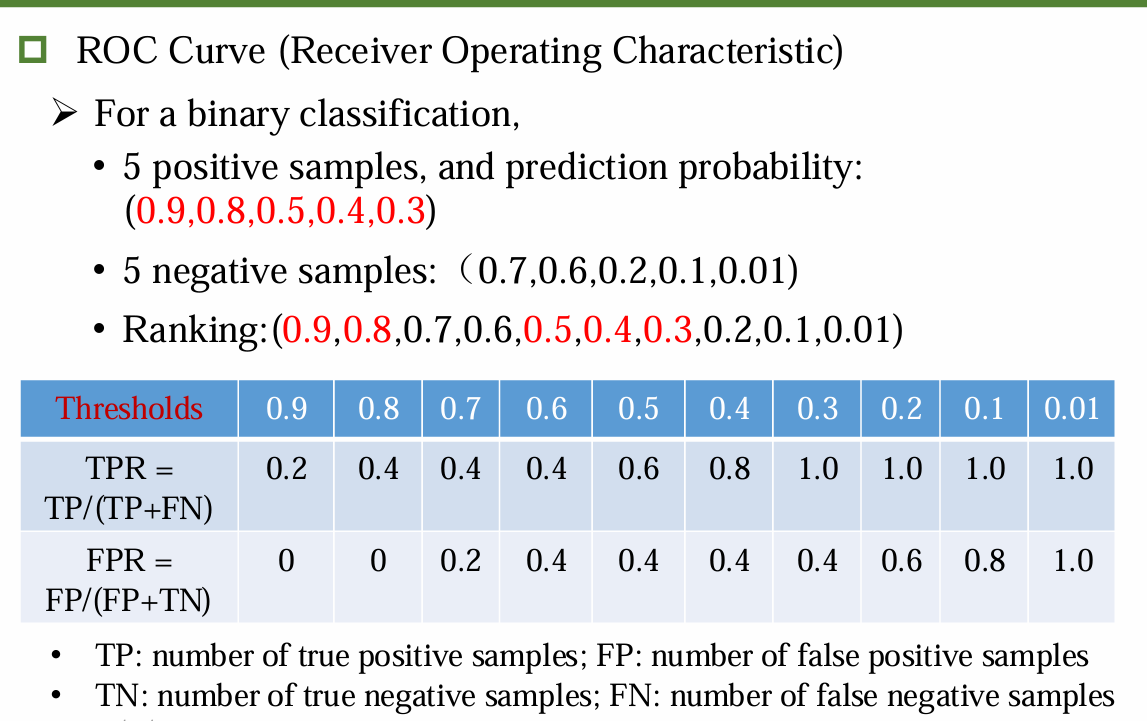 ROC Curve (Receiver Operating Characteristic)
For a binary classification,
• 5 positive samples, and prediction probability:
(0.9,0.8,0.5,0.4,0.3)
• 5 negative samples:（0.7,0.6,0.2,0.1,0.01)
• Ranking:(0.9,0.8,0.7,0.6,0.5,0.4,0.3,0.2,0.1,0.01)
Thresholds 0.9 0.8 0.7 0.6 0.5 0.4 0.3 0.2 0.1 0.01
TPR = 0.2 0.4 0.4 0.4 0.6 0.8 1.0 1.0 1.0 1.0
TP/(TP+FN)
FPR = 0 0 0.2 0.4 0.4 0.4 0.4 0.6 0.8 1.0
FP/(FP+TN)
• TP: number of true positive samples; FP: number of false positive samples
• TN: number of true negative samples; FN: number of false negative samples